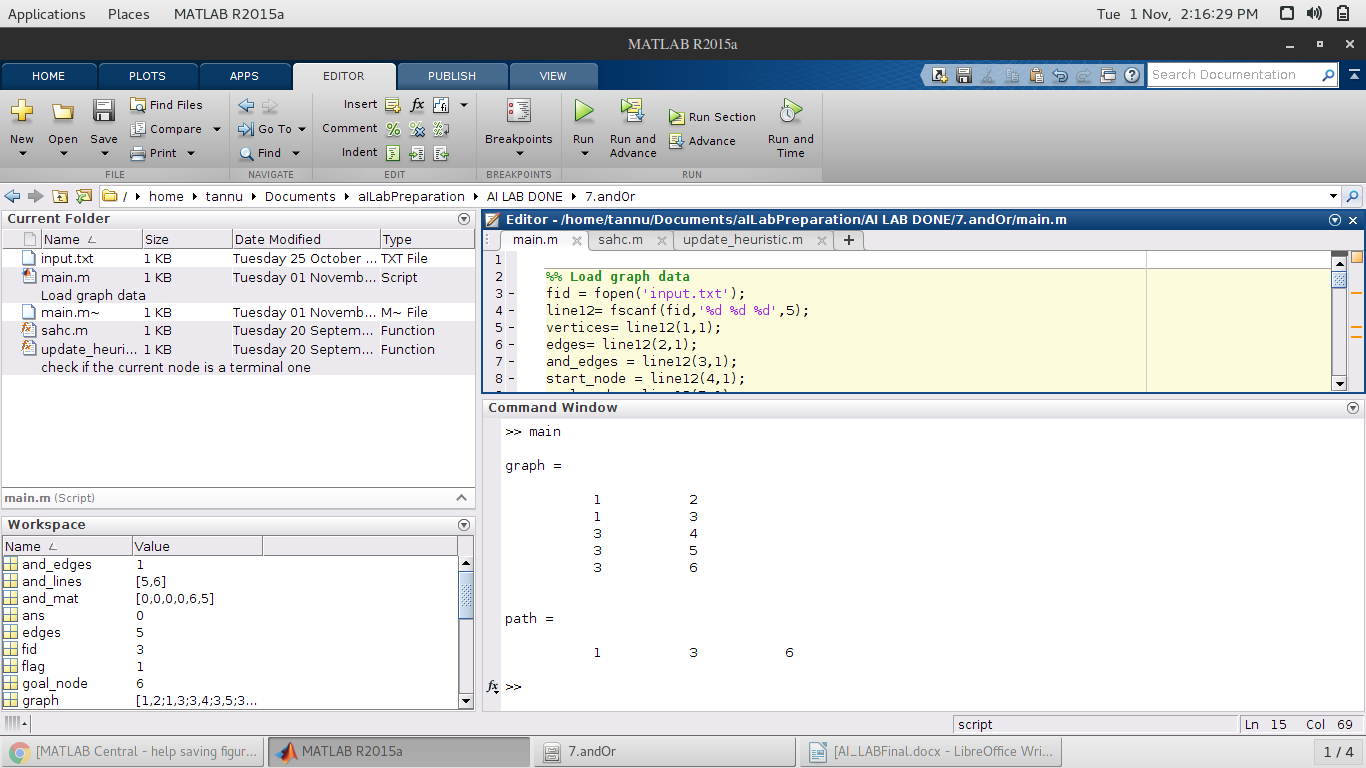 Applications Places MATLAB R2015a Tue 1 Nov, 2:16:29 PM
MATLAB R2015a
HOME PLOTS APPS EDITOR PUBLISH VIEW Search Documentation
New Open Save Find Files Compare Print
Go To Find
Insert Comment Indent
fx
Breakpoints Run Run and Advance Run Section Advance Run and Time
FILE NAVIGATE EDIT BREAKPOINTS RUN
/ home tannu Documents aILabPreparation AI LAB DONE 7.andOr
Current Folder
Name Size Date Modified Type
input.txt 1 KB Tuesday 25 October ... TXT File
main.m 1 KB Tuesday 01 Novemb... Script
Load graph data
main.m~ 1 KB Tuesday 01 Novemb... M~ File
sahc.m 1 KB Tuesday 20 Septem... Function
update_heuri... 1 KB Tuesday 20 Septem... Function
check if the current node is a terminal one
main.m (Script)
Workspace
Name Value
and_edges 1
and_lines [5,6]
and_mat [0,0,0,0,6,5]
ans 0
edges 5
fid 3
flag 1
goal_node 6
graph [1,2;1,3;3,4;3,5;3...
Editor - /home/tannu/Documents/aILabPreparation/AI LAB DONE/7.andOr/main.m
main.m sahc.m update_heuristic.m
1
2 %% Load graph data
3 - fid = fopen('input.txt');
4 - line12= fscanf(fid,'%d %d %d',5);
5 - vertices= line12(1,1);
6 - edges= line12(2,1);
7 - and_edges = line12(3,1);
8 - start_node = line12(4,1);
Command Window
>> main
graph =
1 2
1 3
3 4
3 5
3 6
path =
1 3 6
fx >>
script Ln 15 Col 69
[MATLAB Central - help saving figur... MATLAB R2015a 7.andOr [AI_LABFinal.docx - LibreOffice Wri... 1 / 4